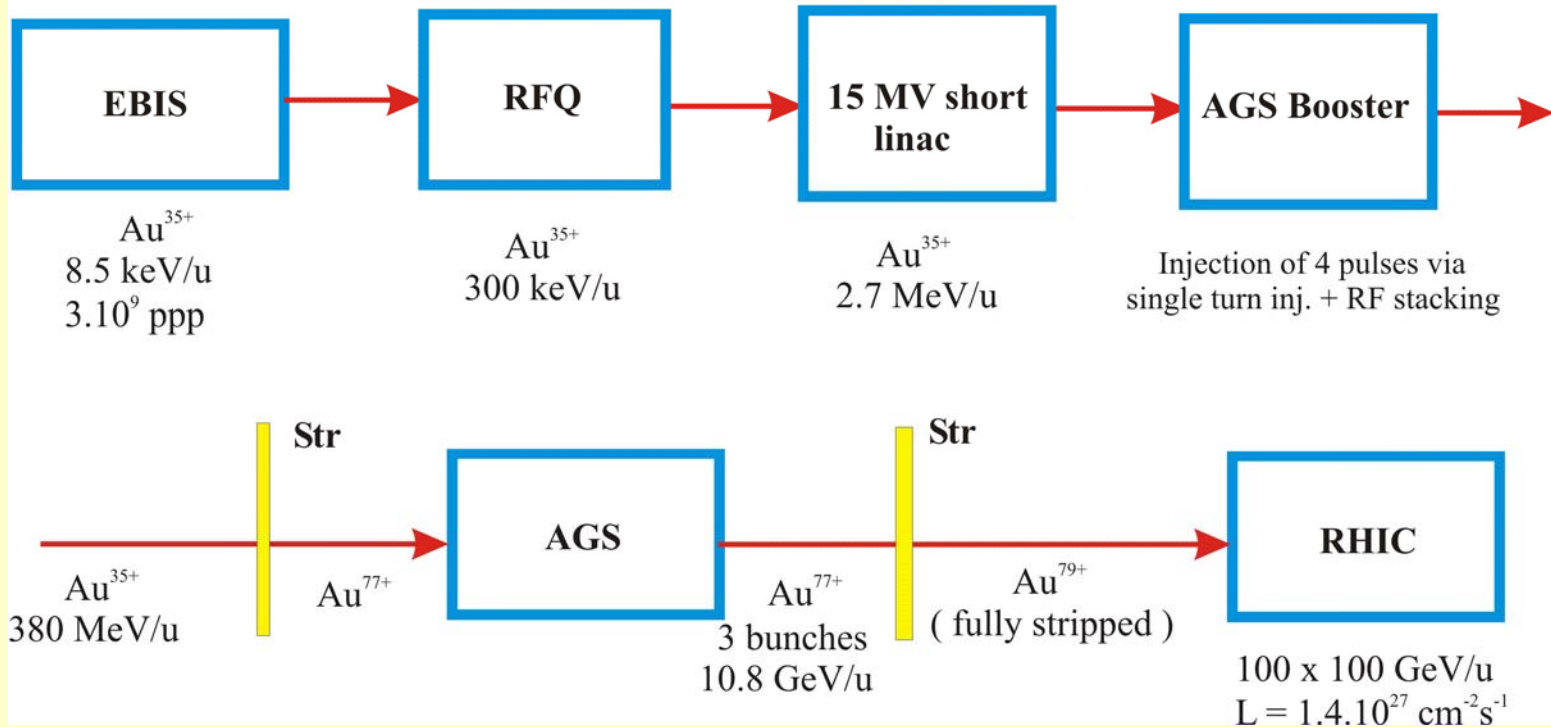 EBIS
RFQ
15 MV short
linac
AGS Booster
Au³⁵⁺
8.5 keV/u
3.10⁹ ppp
Au³⁵⁺
300 keV/u
Au³⁵⁺
2.7 MeV/u
Injection of 4 pulses via
single turn inj. + RF stacking
Str
Str
AGS
RHIC
Au³⁵⁺
380 MeV/u
Au⁷⁷⁺
Au⁷⁷⁺
3 bunches
10.8 GeV/u
Au⁷⁹⁺
( fully stripped )
100 x 100 GeV/u
L = 1.4.10²⁷ cm⁻²s⁻¹